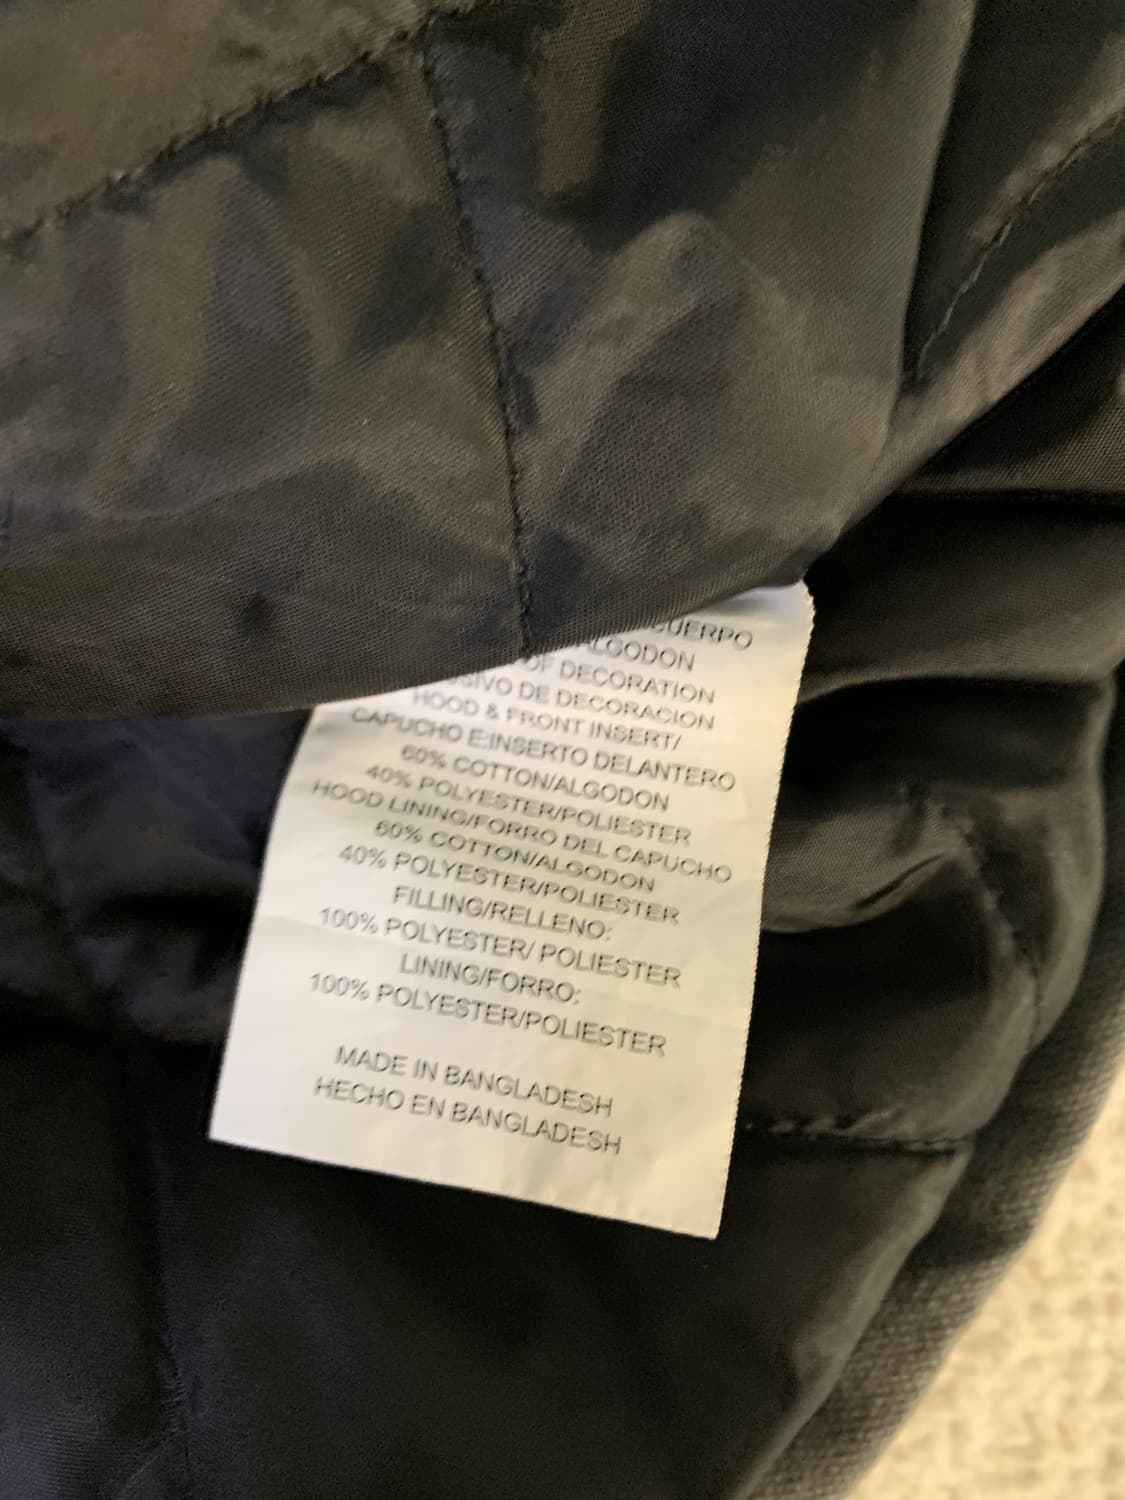 CUERPO
ALGODON
OF DECORATION
DE DECORACION
HOOD & FRONT INSERT/
CAPUCHO E:INSERTO DELANTERO
60% COTTON/ALGODON
40% POLYESTER/POLIESTER
HOOD LINING/FORRO DEL CAPUCHO
60% COTTON/ALGODON
40% POLYESTER/POLIESTER
FILLING/RELLENO:
100% POLYESTER/ POLIESTER
LINING/FORRO:
100% POLYESTER/POLIESTER
MADE IN BANGLADESH
HECHO EN BANGLADESH